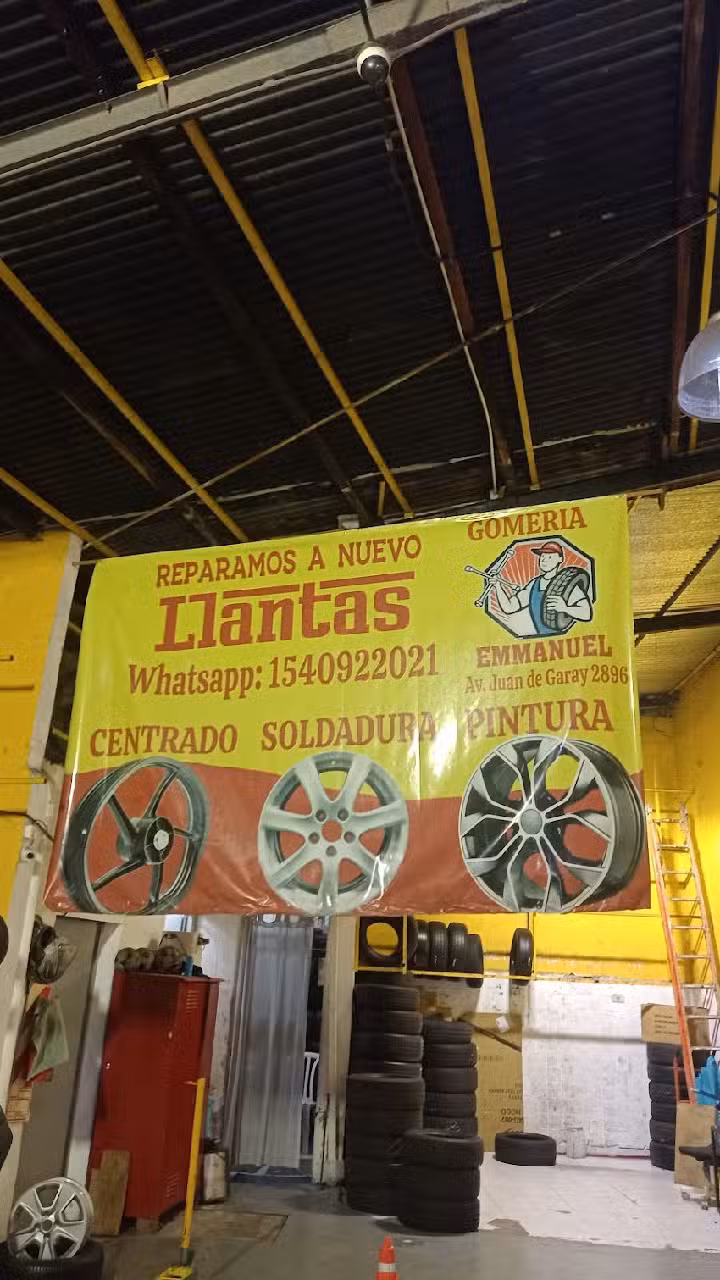 REPARAMOS A NUEVO
Llantas
Whatsapp: 1540922021
GOMERIA
EMMANUEL
Av. Juan de Garay 2896
CENTRADO SOLDADURA PINTURA